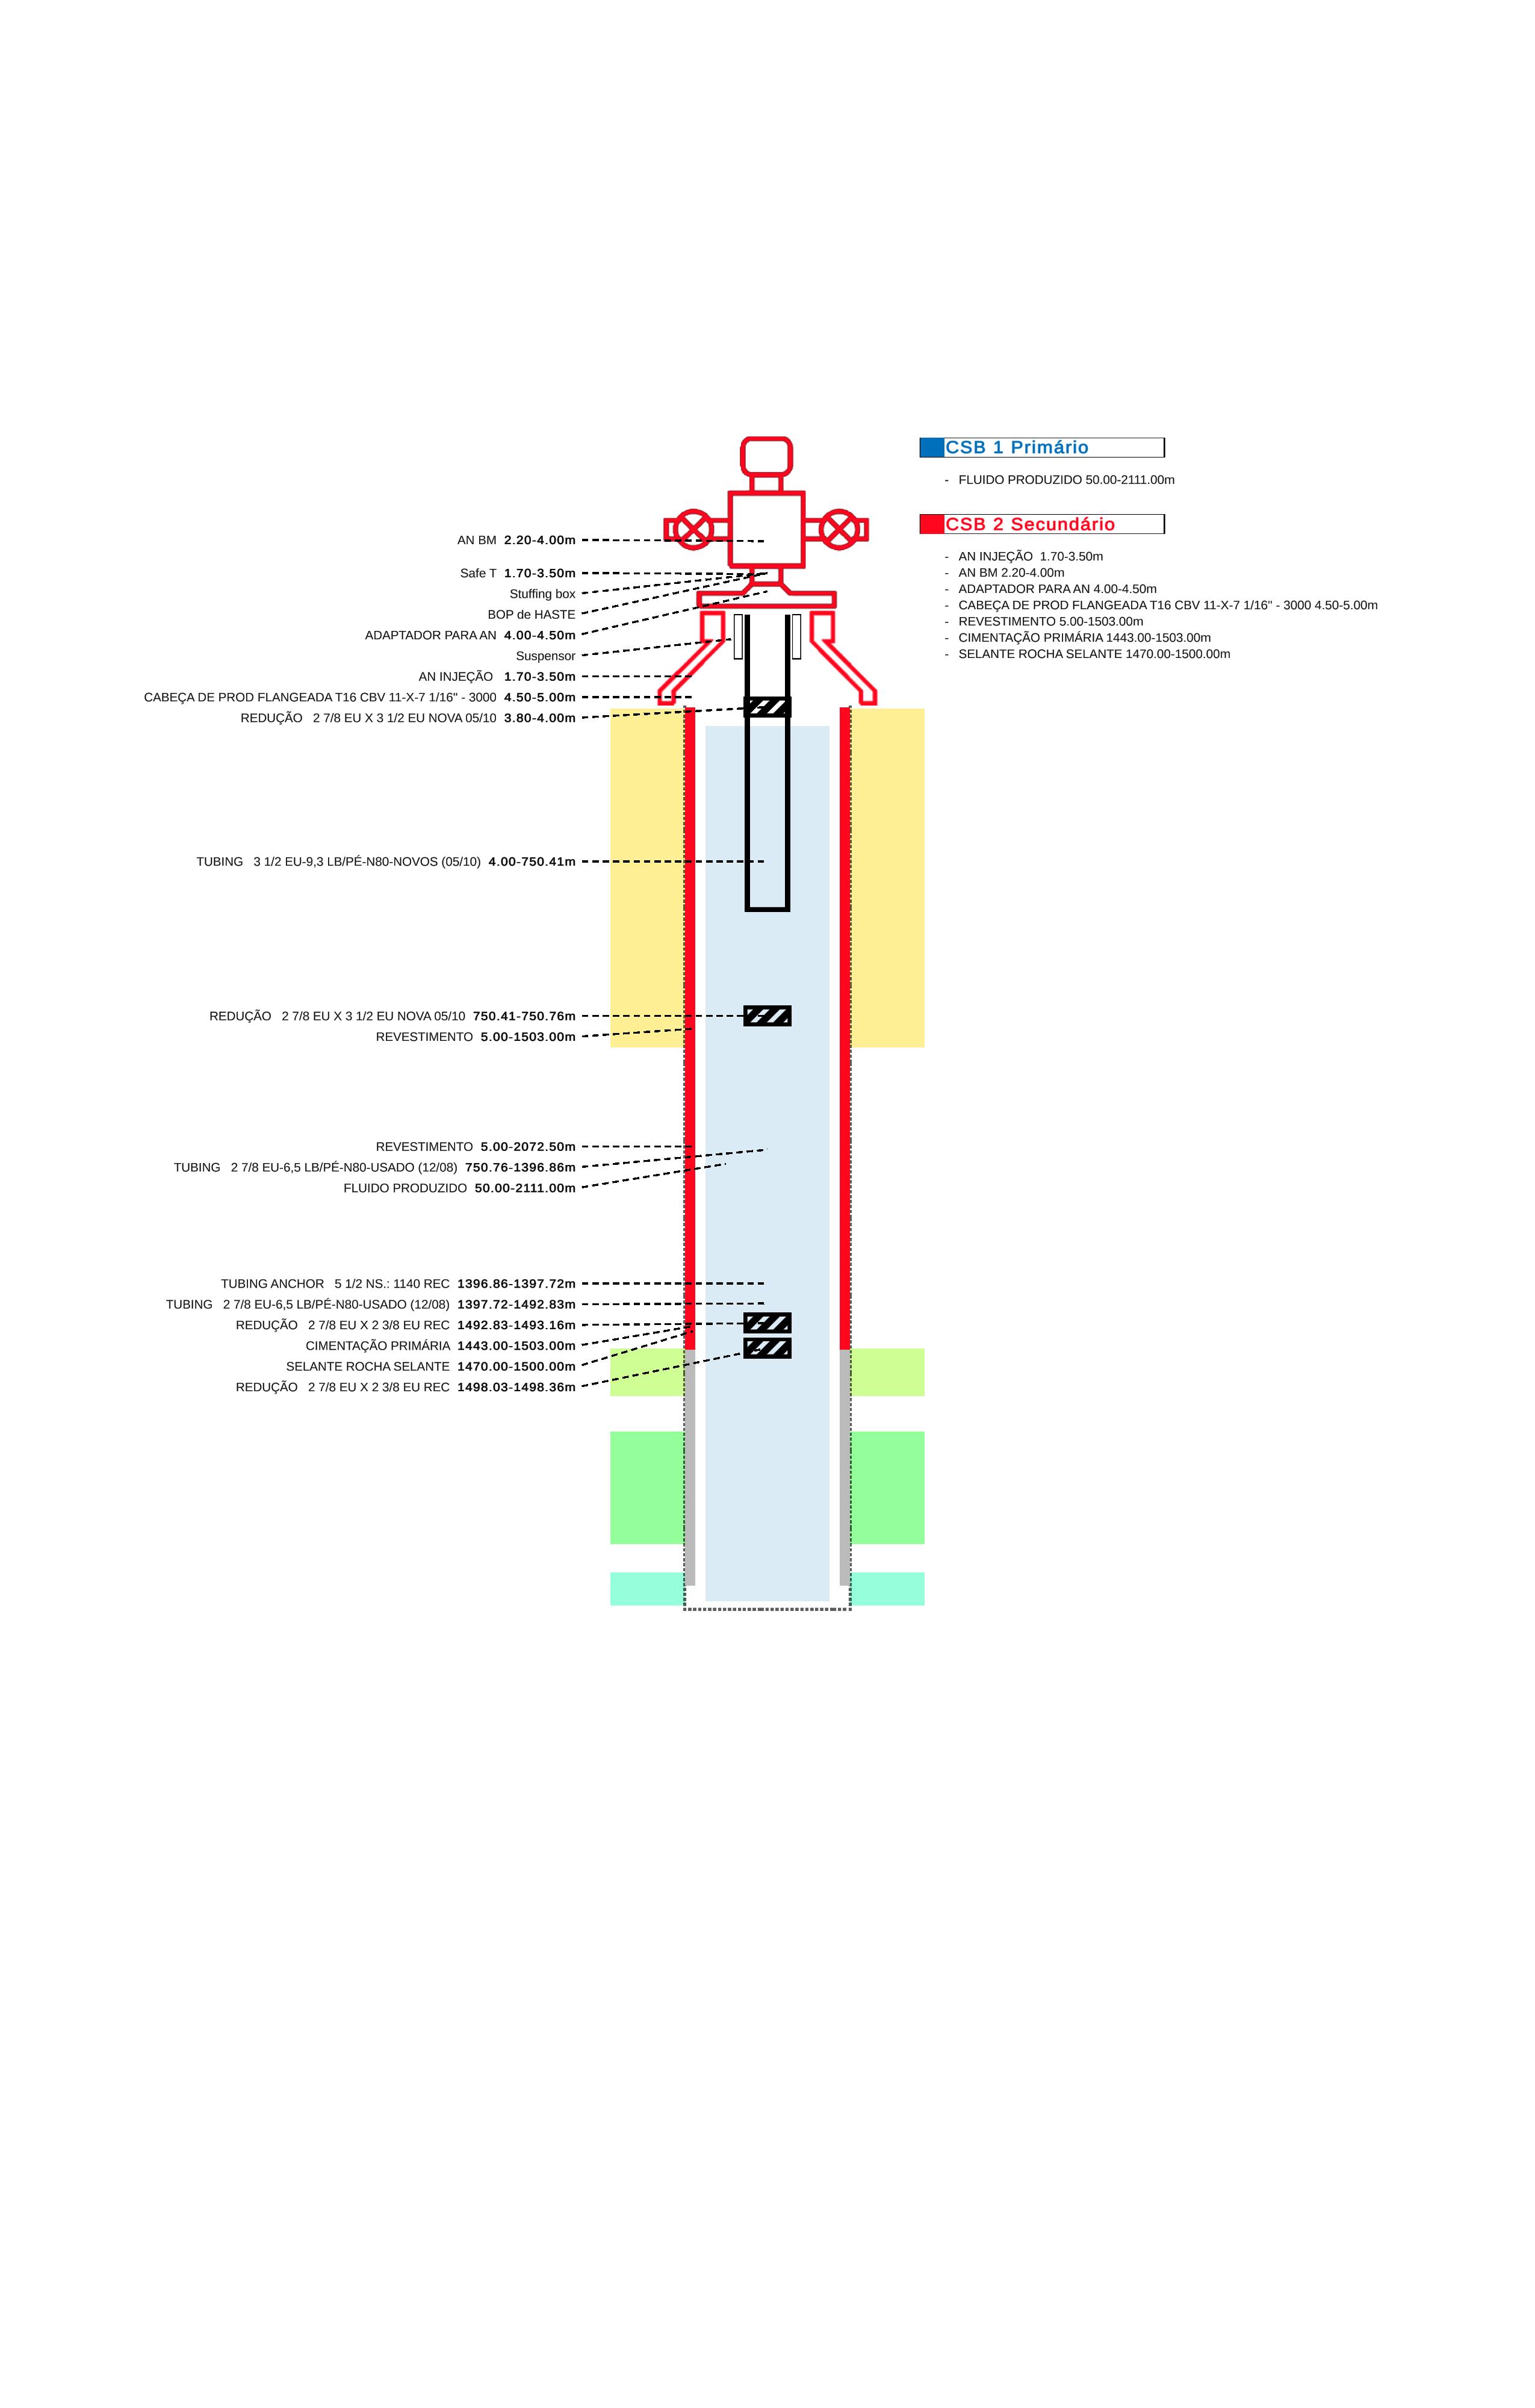 CSB 1 Primário
- FLUIDO PRODUZIDO 50.00-2111.00m
CSB 2 Secundário
- AN INJEÇÃO 1.70-3.50m
- AN BM 2.20-4.00m
- ADAPTADOR PARA AN 4.00-4.50m
- CABEÇA DE PROD FLANGEADA T16 CBV 11-X-7 1/16" - 3000 4.50-5.00m
- REVESTIMENTO 5.00-1503.00m
- CIMENTAÇÃO PRIMÁRIA 1443.00-1503.00m
- SELANTE ROCHA SELANTE 1470.00-1500.00m
AN BM 2.20-4.00m
Safe T 1.70-3.50m
Stuffing box
BOP de HASTE
ADAPTADOR PARA AN 4.00-4.50m
Suspensor
AN INJEÇÃO 1.70-3.50m
CABEÇA DE PROD FLANGEADA T16 CBV 11-X-7 1/16" - 3000 4.50-5.00m
REDUÇÃO 2 7/8 EU X 3 1/2 EU NOVA 05/10 3.80-4.00m
TUBING 3 1/2 EU-9,3 LB/PÉ-N80-NOVOS (05/10) 4.00-750.41m
REDUÇÃO 2 7/8 EU X 3 1/2 EU NOVA 05/10 750.41-750.76m
REVESTIMENTO 5.00-1503.00m
REVESTIMENTO 5.00-2072.50m
TUBING 2 7/8 EU-6,5 LB/PÉ-N80-USADO (12/08) 750.76-1396.86m
FLUIDO PRODUZIDO 50.00-2111.00m
TUBING ANCHOR 5 1/2 NS.: 1140 REC 1396.86-1397.72m
TUBING 2 7/8 EU-6,5 LB/PÉ-N80-USADO (12/08) 1397.72-1492.83m
REDUÇÃO 2 7/8 EU X 2 3/8 EU REC 1492.83-1493.16m
CIMENTAÇÃO PRIMÁRIA 1443.00-1503.00m
SELANTE ROCHA SELANTE 1470.00-1500.00m
REDUÇÃO 2 7/8 EU X 2 3/8 EU REC 1498.03-1498.36m